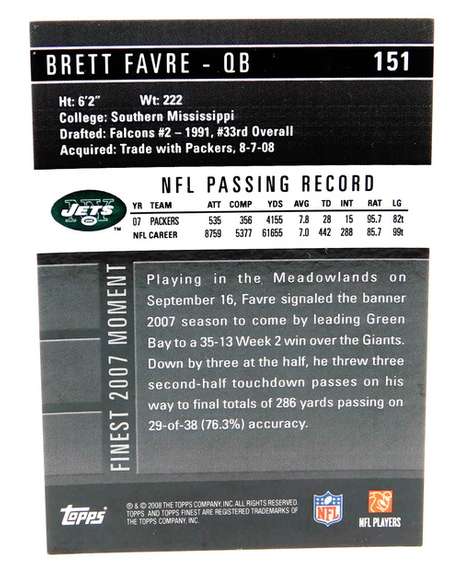 BRETT FAVRE - QB 151
Ht: 6'2" Wt: 222
College: Southern Mississippi
Drafted: Falcons #2 – 1991, #33rd Overall
Acquired: Trade with Packers, 8-7-08
NFL PASSING RECORD
JETS
TM
YR TEAM ATT COMP YDS AVG TD INT RAT LG
07 PACKERS 535 356 4155 7.8 28 15 95.7 82t
NFL CAREER 8759 5377 61655 7.0 442 288 85.7 99t
FINEST 2007 MOMENT
Playing in the Meadowlands on
September 16, Favre signaled the banner
2007 season to come by leading Green
Bay to a 35-13 Week 2 win over the Giants.
Down by three at the half, he threw three
second-half touchdown passes on his
way to final totals of 286 yards passing on
29-of-38 (76.3%) accuracy.
Topps
® & © 2008 THE TOPPS COMPANY, INC. ALL RIGHTS RESERVED.
TOPPS AND TOPPS FINEST ARE REGISTERED TRADEMARKS OF
THE TOPPS COMPANY, INC.
NFL
NFL PLAYERS